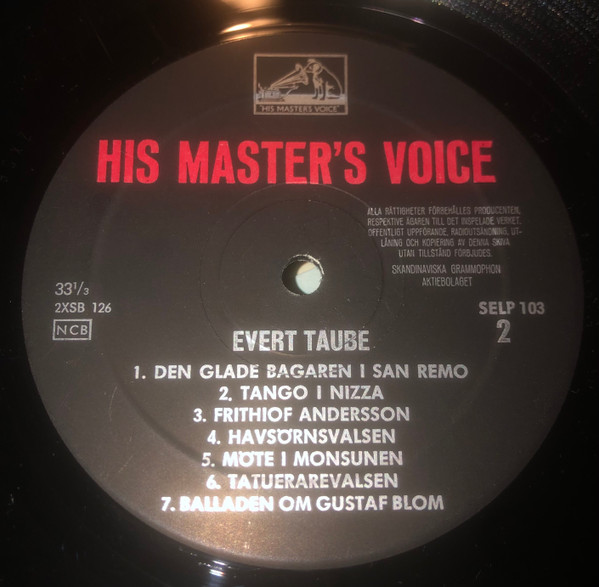 "HIS MASTER'S VOICE"
HIS MASTER'S VOICE
ALLA RÄTTIGHETER FÖRBEHÅLLES PRODUCENTEN,
RESPEKTIVE ÄGAREN TILL DET INSPELADE VERKET.
OFFENTLIGT UPPFÖRANDE, RADIOUTSÄNDNING, UT-
LÅNING OCH KOPIERING AV DENNA SKIVA
UTAN TILLSTÅND FÖRBJUDES.
SKANDINAVISKA GRAMMOPHON
AKTIEBOLAGET
33⅓
2XSB 126
NCB
SELP 103
2
EVERT TAUBE
1. DEN GLADE BAGAREN I SAN REMO
2. TANGO I NIZZA
3. FRITHIOF ANDERSSON
4. HAVSÖRNSVALSEN
5. MÖTE I MONSUNEN
6. TATUERAREVALSEN
7. BALLADEN OM GUSTAF BLOM